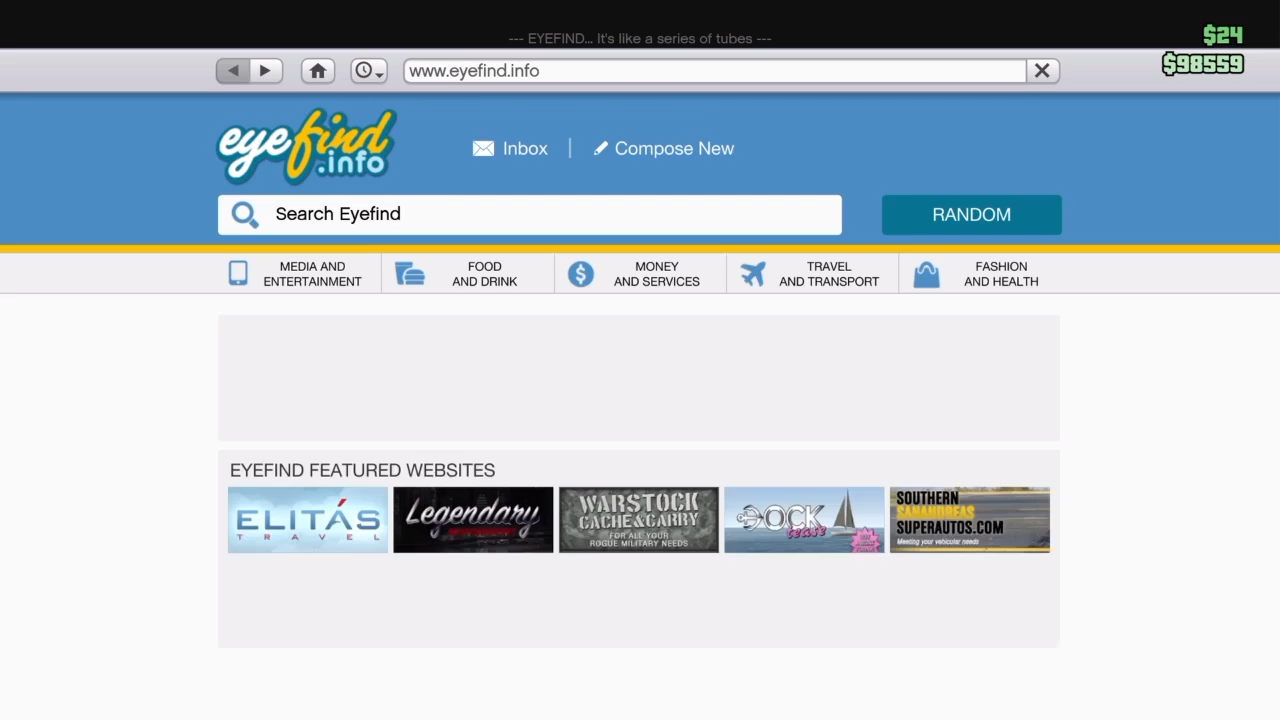 --- EYEFIND... It's like a series of tubes ---
$24
$98559
www.eyefind.info
eyefind
.info
Inbox
Compose New
Search Eyefind
RANDOM
MEDIA AND
ENTERTAINMENT
FOOD
AND DRINK
MONEY
AND SERVICES
TRAVEL
AND TRANSPORT
FASHION
AND HEALTH
EYEFIND FEATURED WEBSITES
ELITÁS
TRAVEL
Legendary
WARSTOCK
CACHE&CARRY
FOR ALL YOUR
ROGUE MILITARY NEEDS
DOCK
tease
SOUTHERN
SANANDREAS
SUPERAUTOS.COM
Meeting your vehicular needs